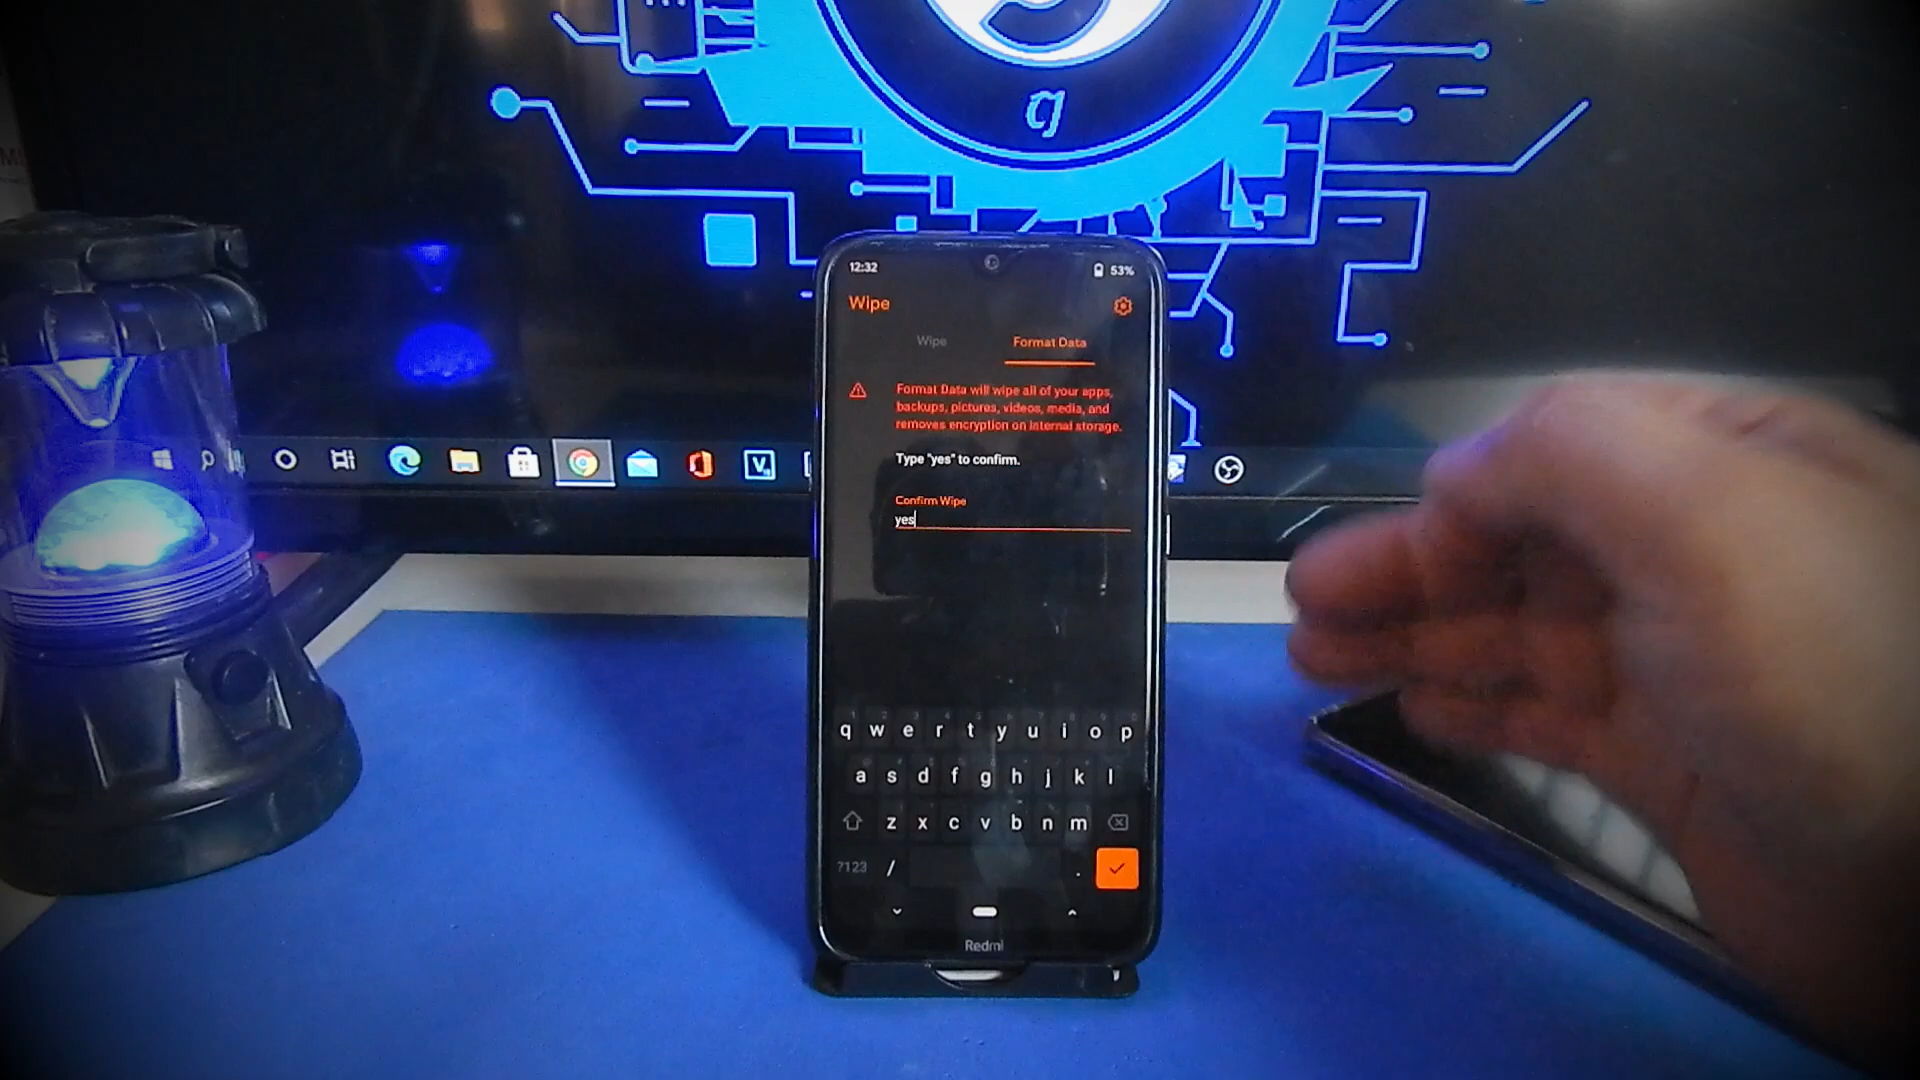 q
12:32
53%
Wipe
Wipe
Format Data
Format Data will wipe all of your apps,
backups, pictures, videos, media, and
removes encryption on internal storage.
Type "yes" to confirm.
Confirm Wipe
yes
q w e r t y u i o p
a s d f g h j k l
z x c v b n m
?123 / .
Redmi
V